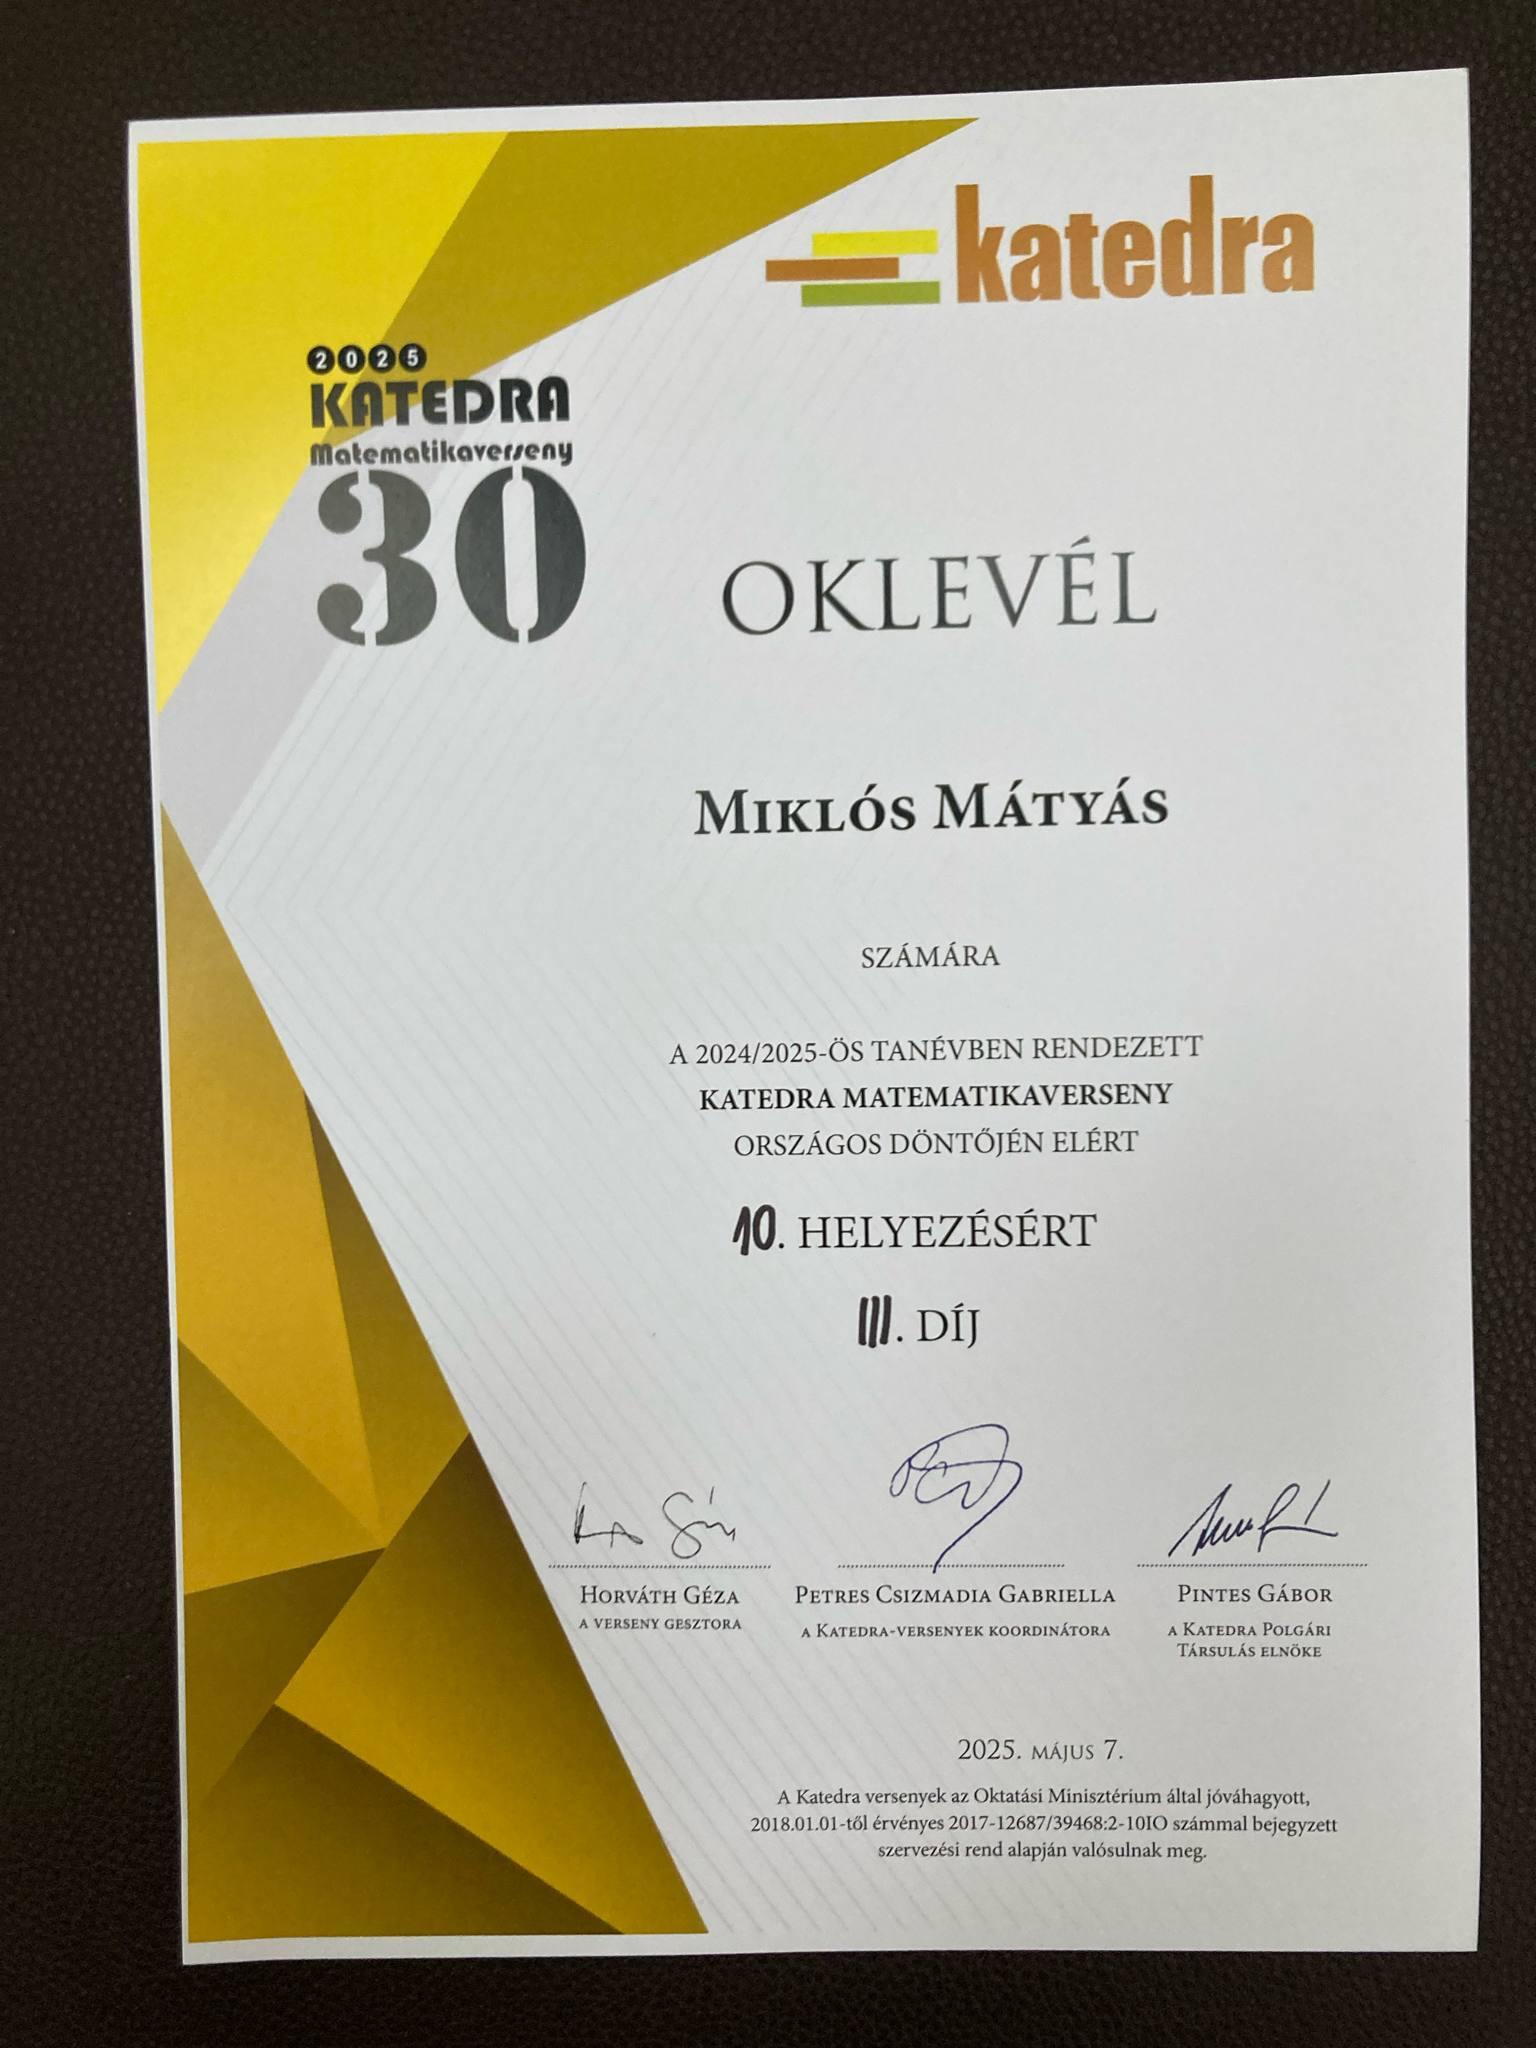 katedra
2025
KATEDRA
Matematikaverseny
30
OKLEVÉL
MIKLÓS MÁTYÁS
SZÁMÁRA
A 2024/2025-ÖS TANÉVBEN RENDEZETT
KATEDRA MATEMATIKAVERSENY
ORSZÁGOS DÖNTŐJÉN ELÉRT
10. HELYEZÉSÉRT
III. DÍJ
HORVÁTH GÉZA
A VERSENY GESZTORA
PETRES CSIZMADIA GABRIELLA
A KATEDRA-VERSENYEK KOORDINÁTORA
PINTES GÁBOR
A KATEDRA POLGÁRI
TÁRSULÁS ELNÖKE
2025. MÁJUS 7.
A Katedra versenyek az Oktatási Minisztérium által jóváhagyott,
2018.01.01-től érvényes 2017-12687/39468:2-10IO számmal bejegyzett
szervezési rend alapján valósulnak meg.